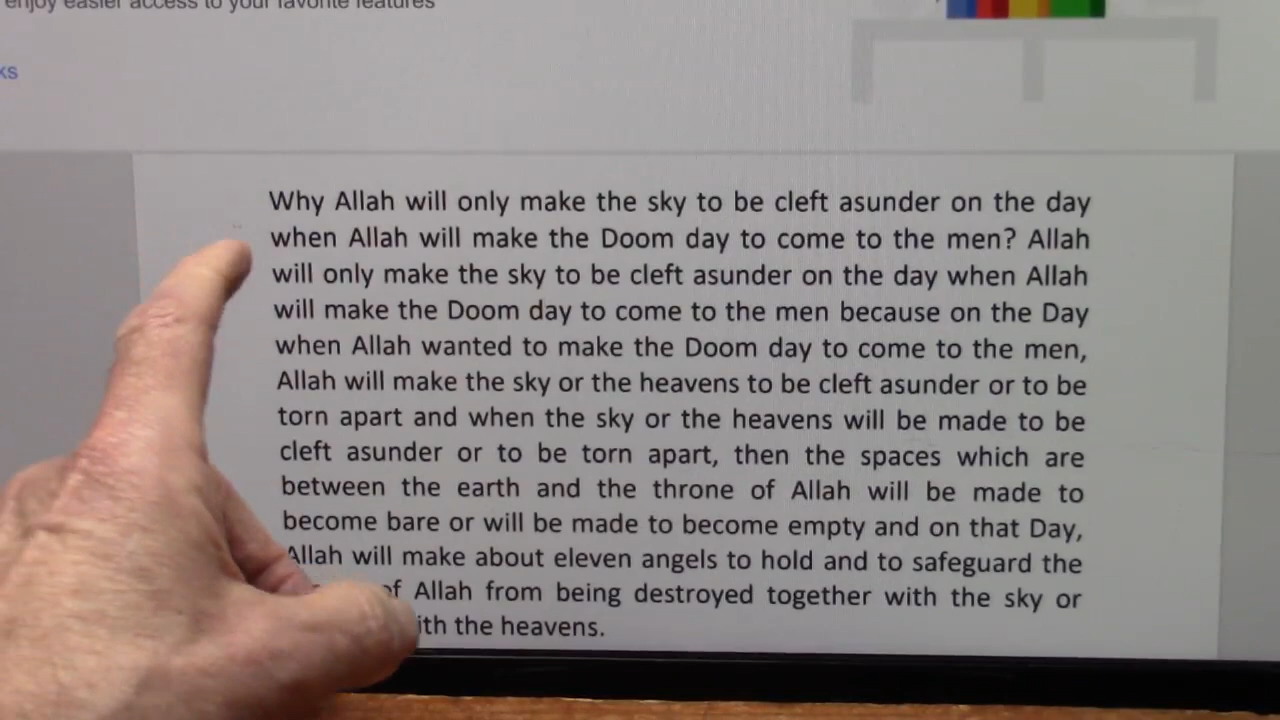 enjoy easier access to your favorite features
ks
Why Allah will only make the sky to be cleft asunder on the day
when Allah will make the Doom day to come to the men? Allah
will only make the sky to be cleft asunder on the day when Allah
will make the Doom day to come to the men because on the Day
when Allah wanted to make the Doom day to come to the men,
Allah will make the sky or the heavens to be cleft asunder or to be
torn apart and when the sky or the heavens will be made to be
cleft asunder or to be torn apart, then the spaces which are
between the earth and the throne of Allah will be made to
become bare or will be made to become empty and on that Day,
Allah will make about eleven angels to hold and to safeguard the
of Allah from being destroyed together with the sky or
the heavens.